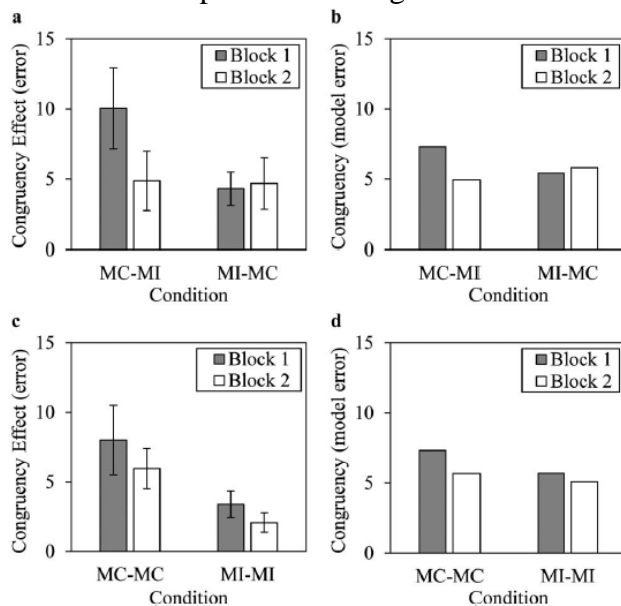 a
Congruency Effect (error)
15
10
5
0
Block 1
Block 2
MC-MI
MI-MC
Condition
b
Congruency (model error)
15
10
5
0
Block 1
Block 2
MC-MI
MI-MC
Condition
c
Congruency Effect (error)
15
10
5
0
Block 1
Block 2
MC-MC
MI-MI
Condition
d
Congruency (model error)
15
10
5
0
Block 1
Block 2
MC-MC
MI-MI
Condition